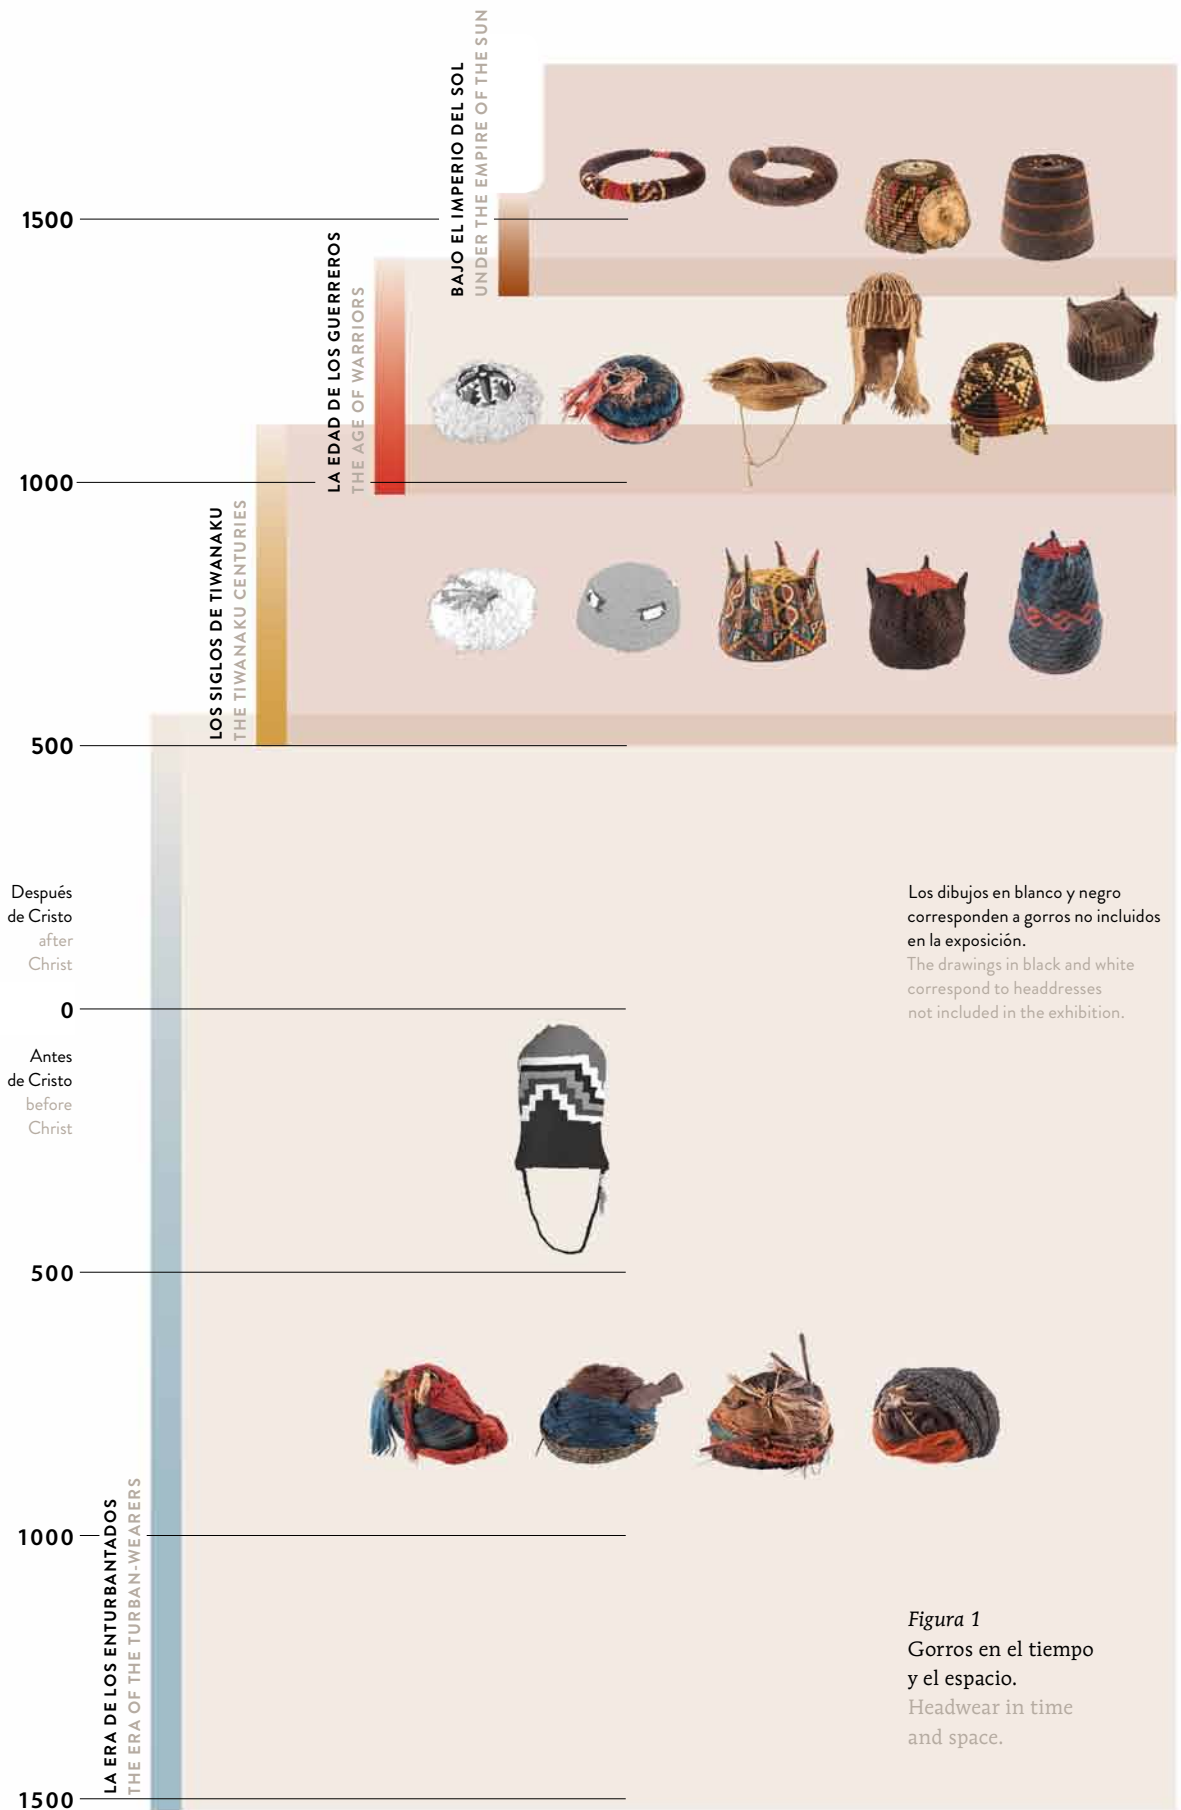 BAJO EL IMPERIO DEL SOL
UNDER THE EMPIRE OF THE SUN
1500
LA EDAD DE LOS GUERREROS
THE AGE OF WARRIORS
1000
LOS SIGLOS DE TIWANAKU
THE TIWANAKU CENTURIES
500
Después
de Cristo
after
Christ
Los dibujos en blanco y negro
corresponden a gorros no incluidos
en la exposición.
The drawings in black and white
correspond to headdresses
not included in the exhibition.
0
Antes
de Cristo
before
Christ
500
1000
LA ERA DE LOS ENTURBANTADOS
THE ERA OF THE TURBAN-WEARERS
Figura 1
Gorros en el tiempo
y el espacio.
Headwear in time
and space.
1500